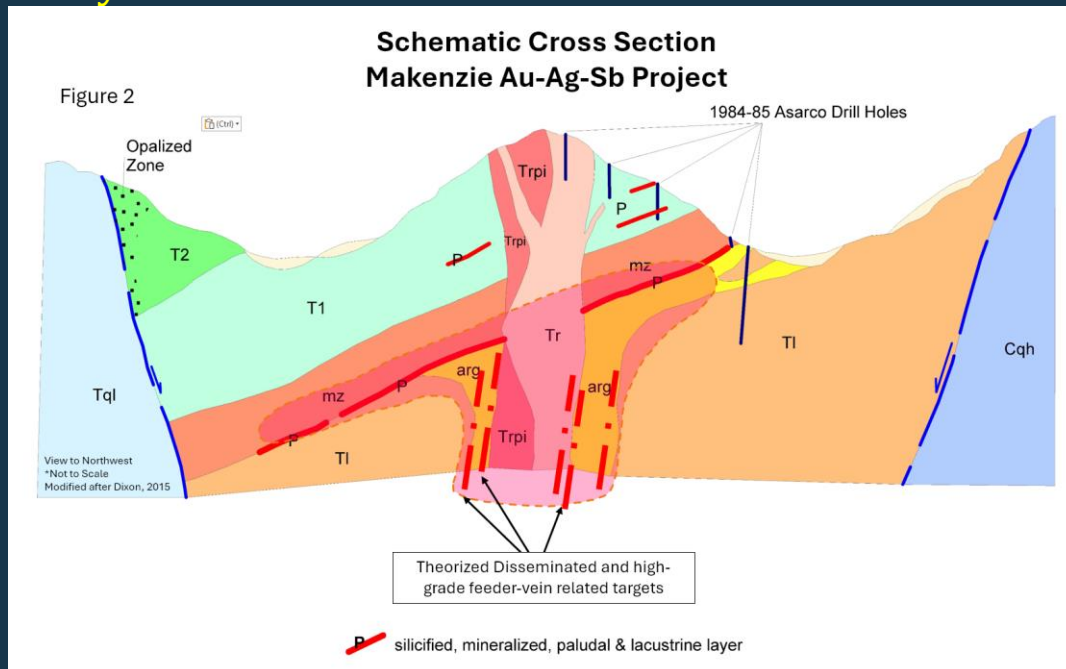 Schematic Cross Section
Makenzie Au-Ag-Sb Project
Figure 2
(Ctrl)
1984-85 Asarco Drill Holes
Opalized
Zone
Trpi
P
T2
Trpi
P
mz
P
T1
Tr
Tl
Cqh
arg
arg
Tql
mz
P
Trpi
P
Tl
View to Northwest
*Not to Scale
Modified after Dixon, 2015
Theorized Disseminated and high-
grade feeder-vein related targets
P silicified, mineralized, paludal & lacustrine layer